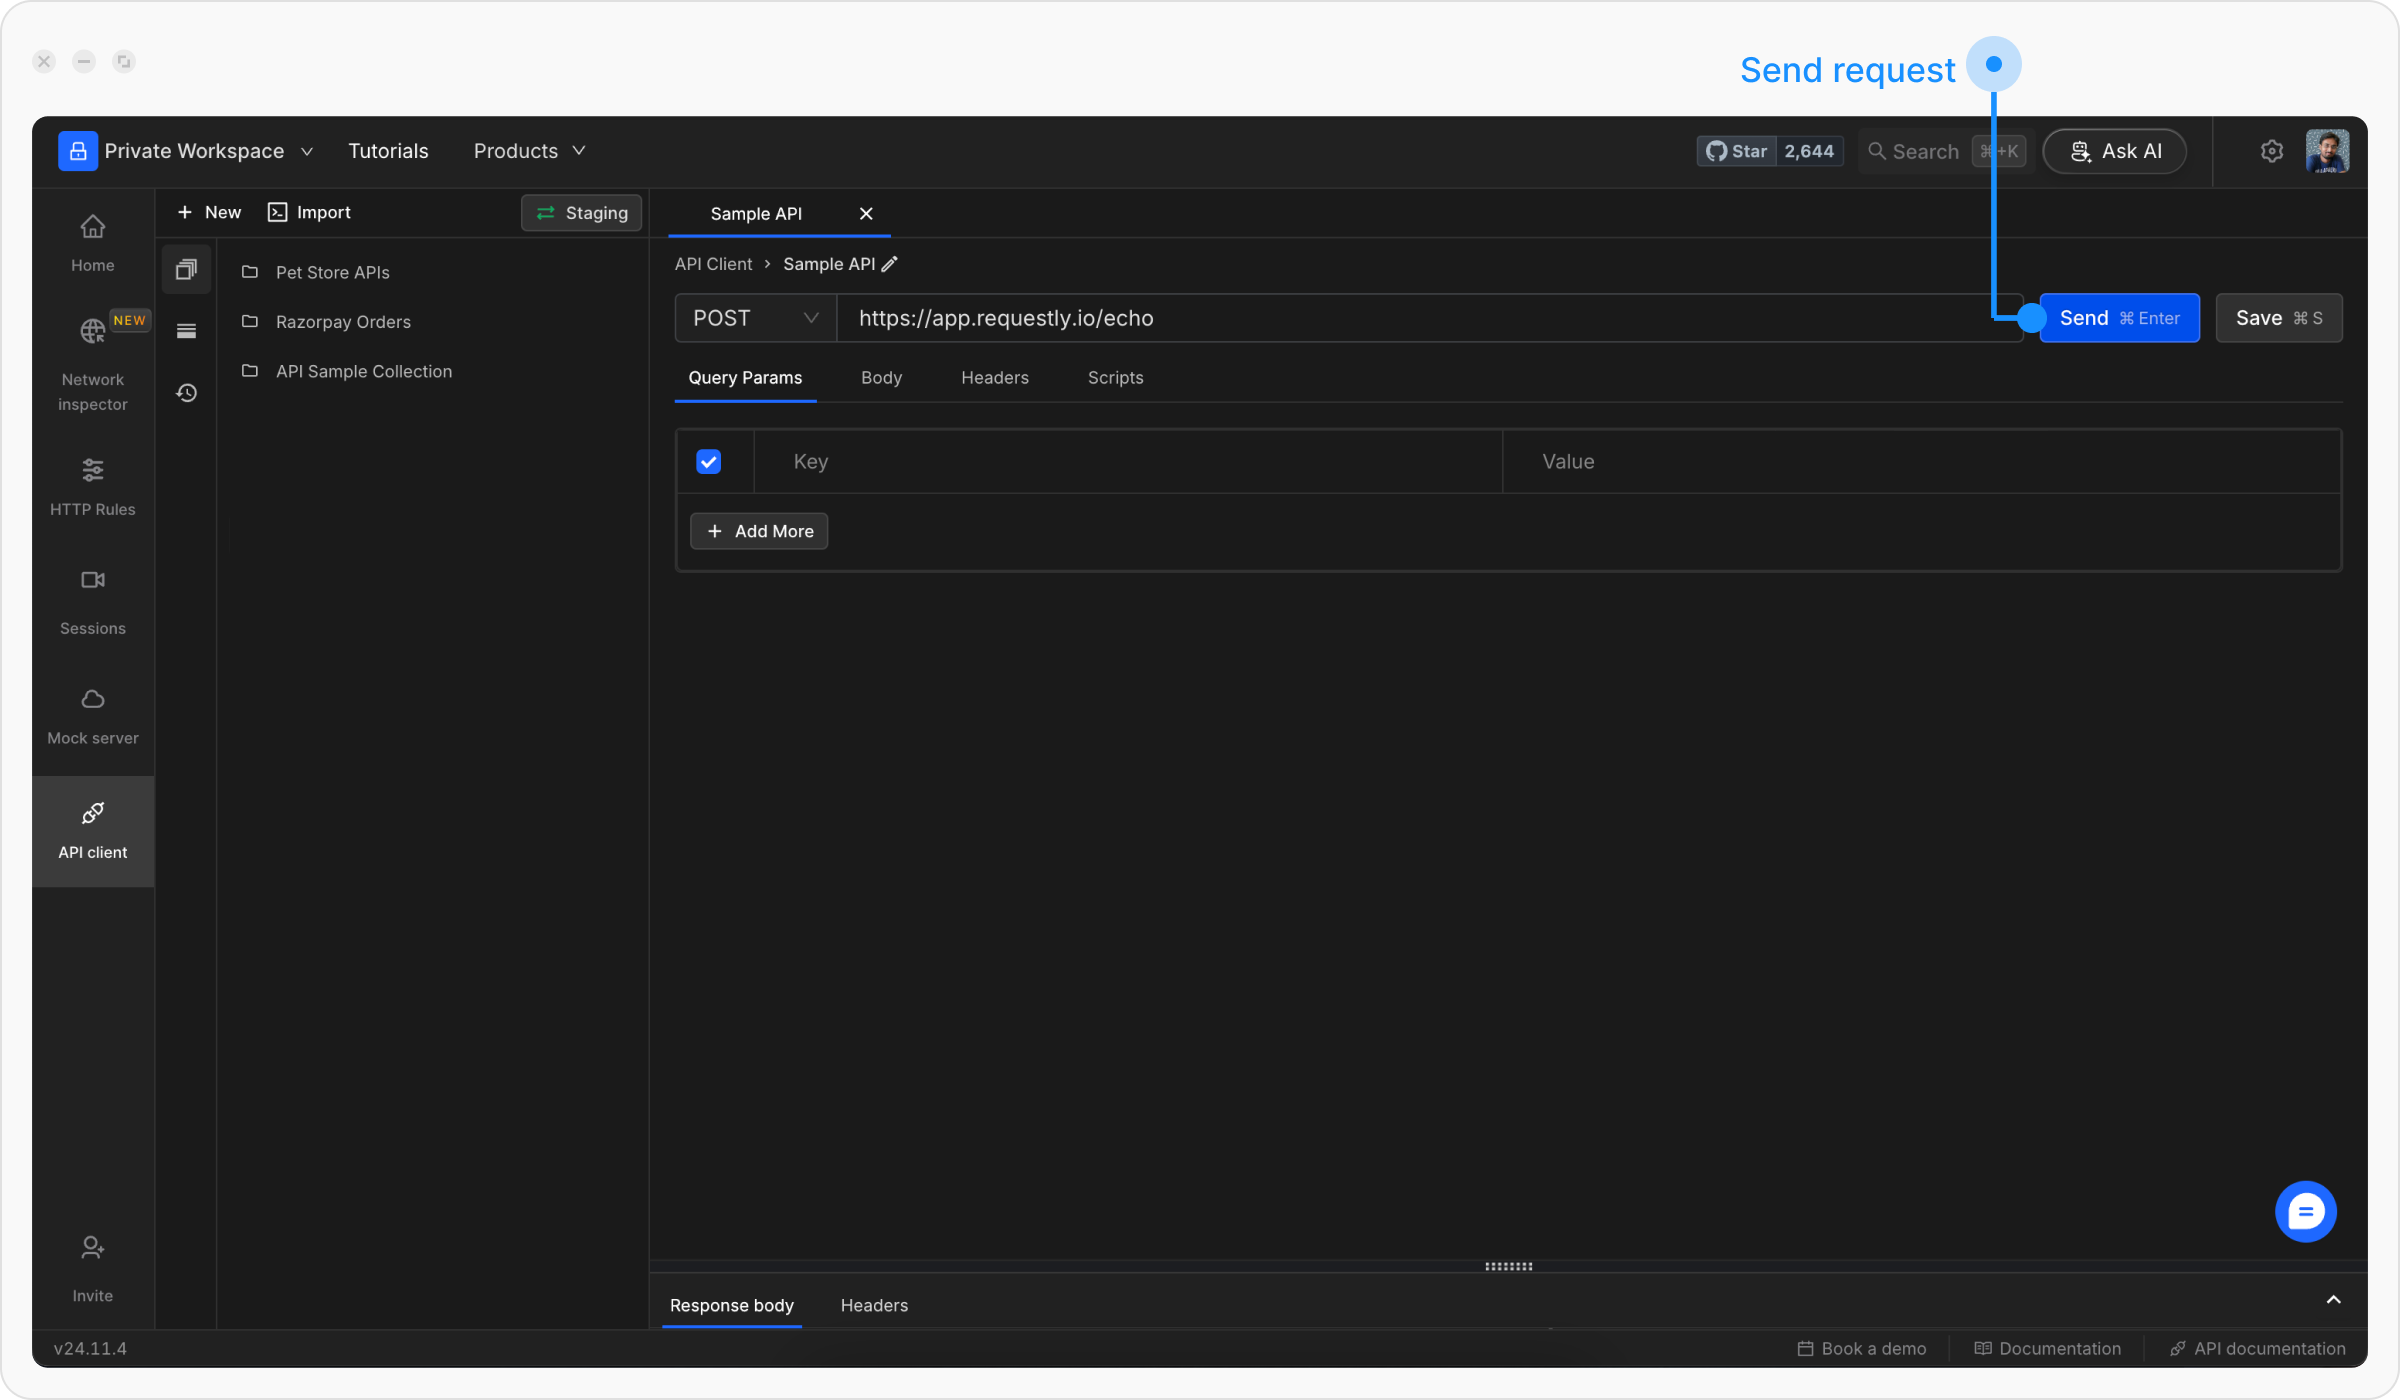 Send request
Private Workspace Tutorials Products Star 2,644 Search ⌘+K Ask AI
+ New Import Staging Sample API
Home
NEW
Network
inspector
HTTP Rules
Sessions
Mock server
API client
Invite
Pet Store APIs
Razorpay Orders
API Sample Collection
API Client > Sample API
POST https://app.requestly.io/echo Send ⌘ Enter Save ⌘ S
Query Params Body Headers Scripts
Key Value
+ Add More
Response body Headers
v24.11.4 Book a demo Documentation API documentation